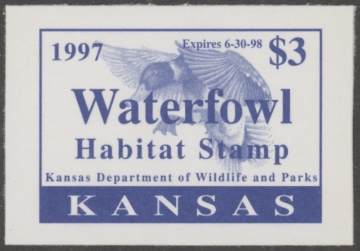 1997 Expires 6-30-98 $3
Waterfowl
Habitat Stamp
Kansas Department of Wildlife and Parks
KANSAS